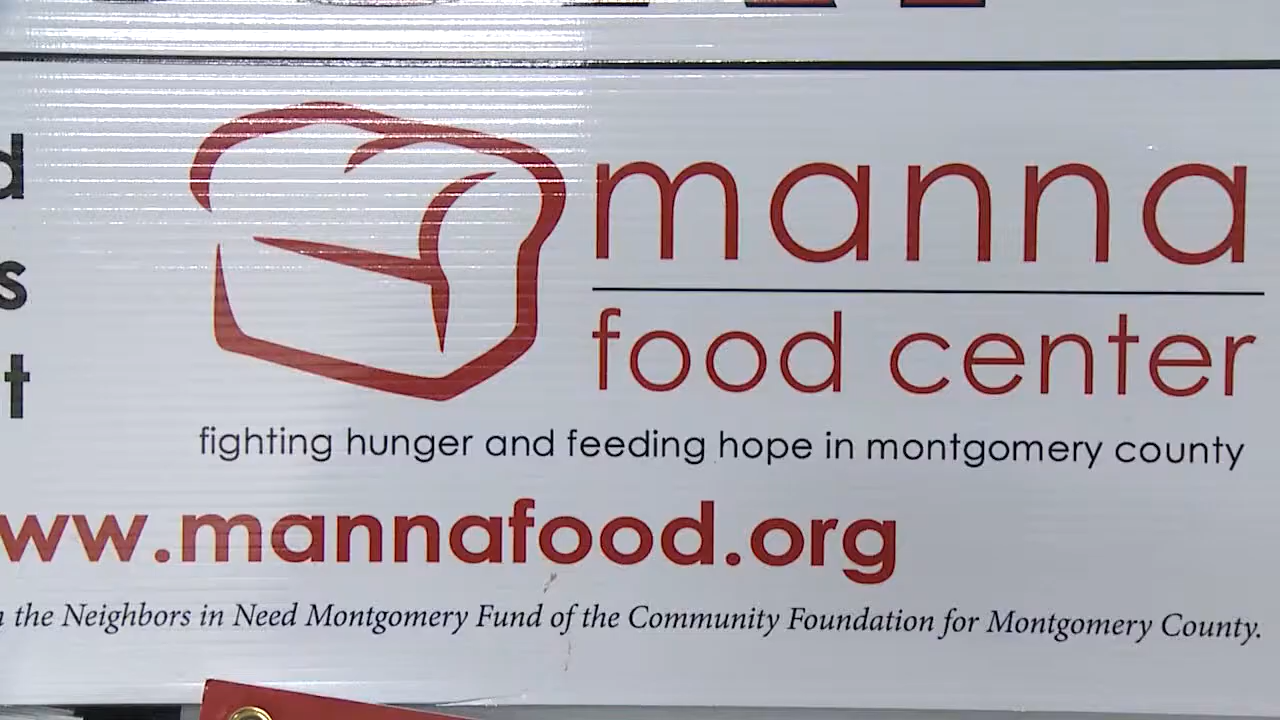 manna
food center
fighting hunger and feeding hope in montgomery county
www.mannafood.org
the Neighbors in Need Montgomery Fund of the Community Foundation for Montgomery County.